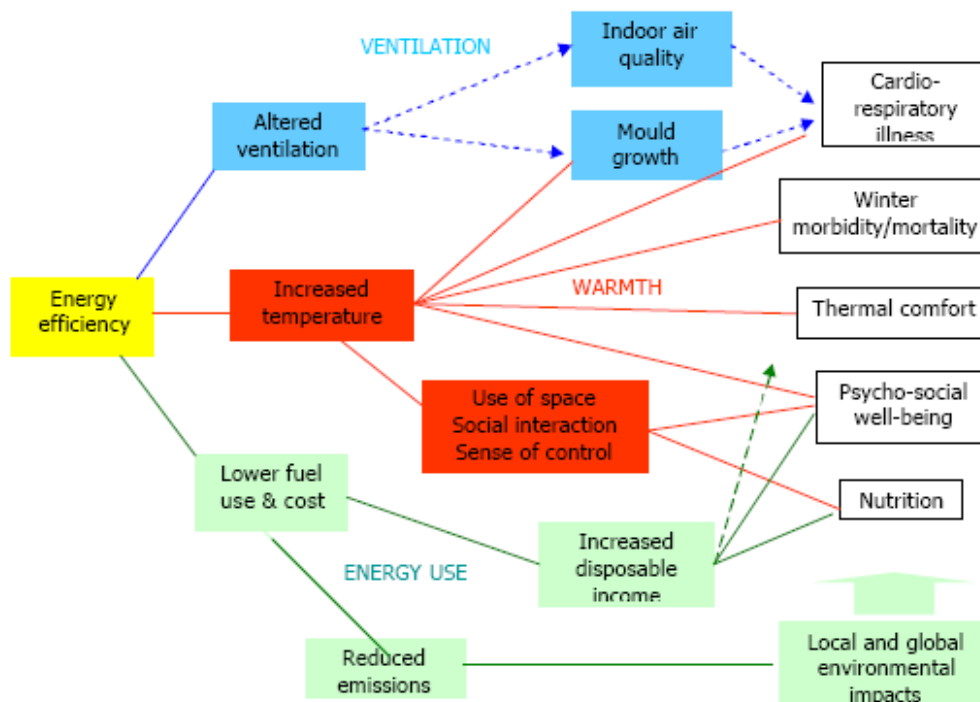 VENTILATION
Indoor air
quality
Cardio-
respiratory
illness
Altered
ventilation
Mould
growth
Winter
morbidity/mortality
Energy
efficiency
Increased
temperature
WARMTH
Thermal comfort
Use of space
Social interaction
Sense of control
Psycho-social
well-being
Lower fuel
use & cost
Nutrition
ENERGY USE
Increased
disposable
income
Reduced
emissions
Local and global
environmental
impacts